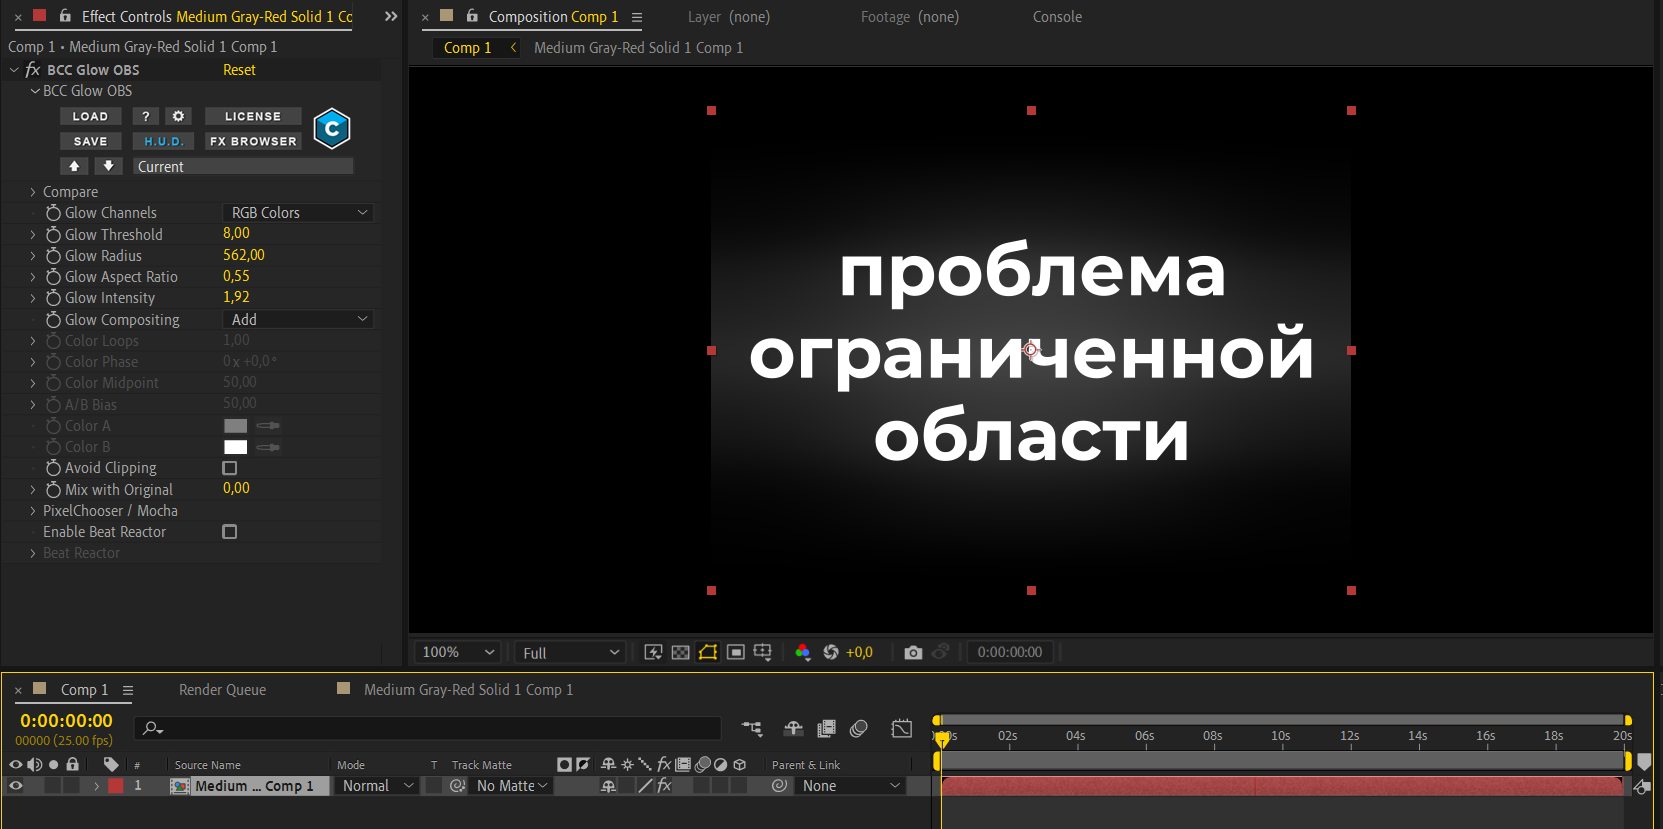 Effect Controls Medium Gray-Red Solid 1 Co
Comp 1 • Medium Gray-Red Solid 1 Comp 1
fx BCC Glow OBS Reset
BCC Glow OBS
LOAD ? LICENSE
SAVE H.U.D. FX BROWSER
C
Current
Compare
Glow Channels RGB Colors
Glow Threshold 8,00
Glow Radius 562,00
Glow Aspect Ratio 0,55
Glow Intensity 1,92
Glow Compositing Add
Color Loops 1,00
Color Phase 0x+0,0°
Color Midpoint 50,00
A/B Bias 50,00
Color A
Color B
Avoid Clipping
Mix with Original 0,00
PixelChooser / Mocha
Enable Beat Reactor
Beat Reactor
Composition Comp 1 Layer (none) Footage (none) Console
Comp 1 Medium Gray-Red Solid 1 Comp 1
проблема
ограниченной
области
100% Full +0,0 0:00:00:00
Comp 1 Render Queue Medium Gray-Red Solid 1 Comp 1
0:00:00:00
00000 (25.00 fps)
02s 04s 06s 08s 10s 12s 14s 16s 18s 20s
# Source Name Mode T Track Matte fx Parent & Link
1 Medium ... Comp 1 Normal No Matte fx None